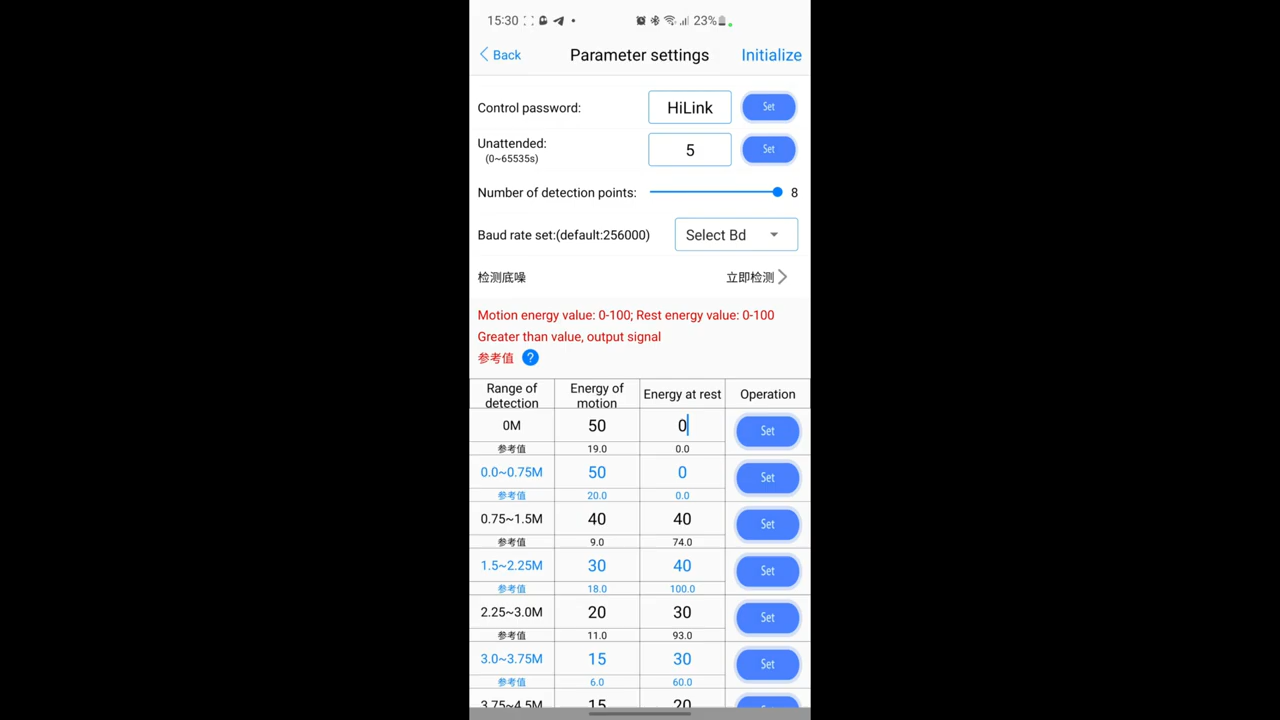 15:30 23%
Back Parameter settings Initialize
Control password: HiLink Set
Unattended: 5 Set
(0~65535s)
Number of detection points: 8
Baud rate set:(default:256000) Select Bd
检测底噪 立即检测
Motion energy value: 0-100; Rest energy value: 0-100
Greater than value, output signal
参考值 ?
Range of detection Energy of motion Energy at rest Operation
0M 50 0 Set
参考值 19.0 0.0
0.0~0.75M 50 0 Set
参考值 20.0 0.0
0.75~1.5M 40 40 Set
参考值 9.0 74.0
1.5~2.25M 30 40 Set
参考值 18.0 100.0
2.25~3.0M 20 30 Set
参考值 11.0 93.0
3.0~3.75M 15 30 Set
参考值 6.0 60.0
3.75~4.5M 15 20